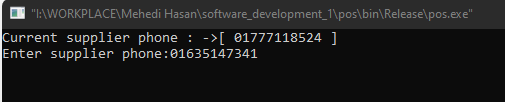 "I:\WORKPLACE\Mehedi Hasan\software_development_1\pos\bin\Release\pos.exe"
Current supplier phone : ->[ 01777118524 ]
Enter supplier phone:01635147341